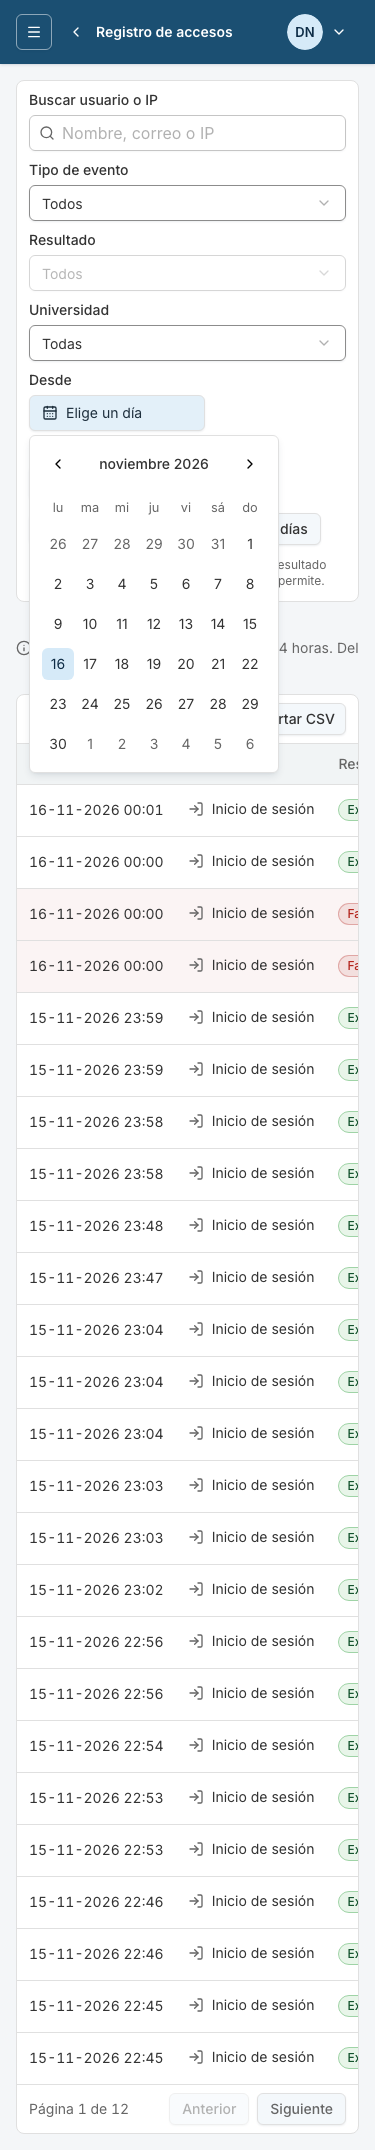 Registro de accesos
DN
Buscar usuario o IP
Nombre, correo o IP
Tipo de evento
Todos
Resultado
Todos
Universidad
Todas
Desde
Elige un día
noviembre 2026
lu ma mi ju vi sá do
26 27 28 29 30 31 1
2 3 4 5 6 7 8
9 10 11 12 13 14 15
16 17 18 19 20 21 22
23 24 25 26 27 28 29
30 1 2 3 4 5 6
días
permite.
4 horas. Del
CSV
16-11-2026 00:01 Inicio de sesión
16-11-2026 00:00 Inicio de sesión
16-11-2026 00:00 Inicio de sesión
16-11-2026 00:00 Inicio de sesión
15-11-2026 23:59 Inicio de sesión
15-11-2026 23:59 Inicio de sesión
15-11-2026 23:58 Inicio de sesión
15-11-2026 23:58 Inicio de sesión
15-11-2026 23:48 Inicio de sesión
15-11-2026 23:47 Inicio de sesión
15-11-2026 23:04 Inicio de sesión
15-11-2026 23:04 Inicio de sesión
15-11-2026 23:04 Inicio de sesión
15-11-2026 23:03 Inicio de sesión
15-11-2026 23:03 Inicio de sesión
15-11-2026 23:02 Inicio de sesión
15-11-2026 22:56 Inicio de sesión
15-11-2026 22:56 Inicio de sesión
15-11-2026 22:54 Inicio de sesión
15-11-2026 22:53 Inicio de sesión
15-11-2026 22:53 Inicio de sesión
15-11-2026 22:46 Inicio de sesión
15-11-2026 22:46 Inicio de sesión
15-11-2026 22:45 Inicio de sesión
15-11-2026 22:45 Inicio de sesión
Página 1 de 12
Anterior
Siguiente